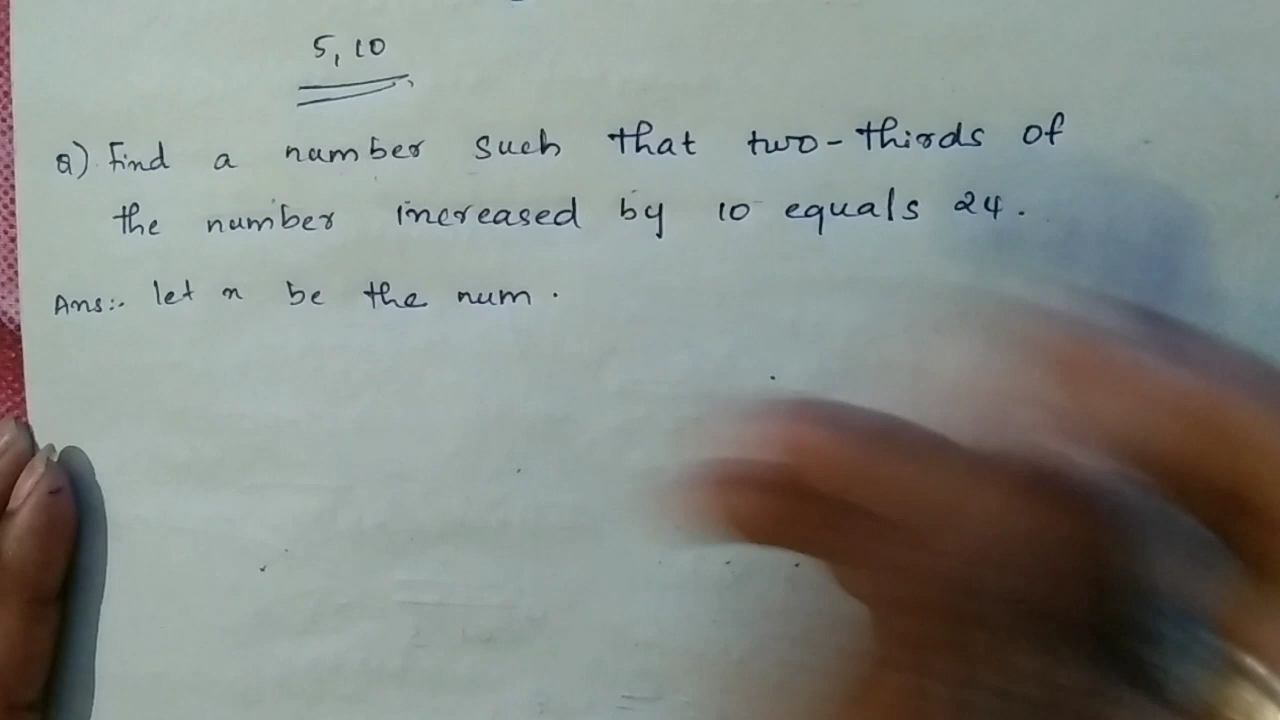 5, 10
Q) Find a number such that two-thirds of
the number increased by 10 equals 24.
Ans:- let n be the num.